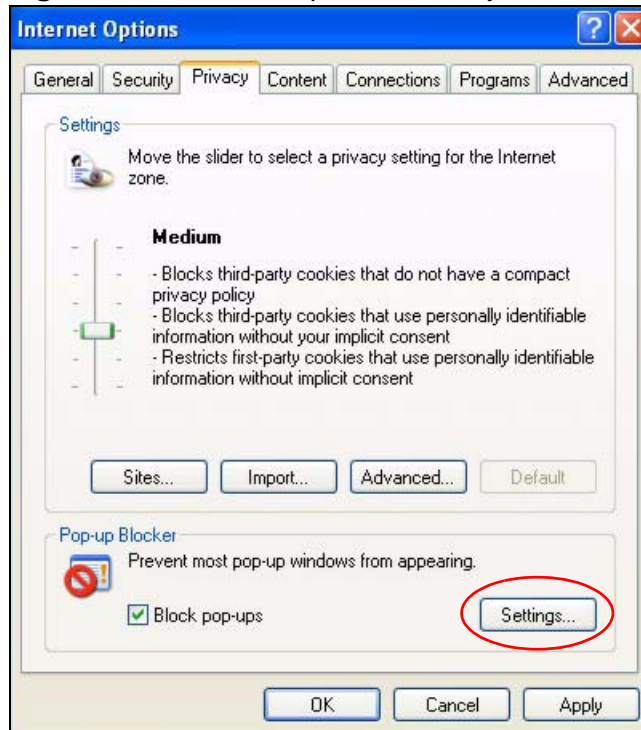 Internet Options
General Security Privacy Content Connections Programs Advanced
Settings
Move the slider to select a privacy setting for the Internet
zone.
Medium
- Blocks third-party cookies that do not have a compact
privacy policy
- Blocks third-party cookies that use personally identifiable
information without your implicit consent
- Restricts first-party cookies that use personally identifiable
information without implicit consent
Sites... Import... Advanced... Default
Pop-up Blocker
Prevent most pop-up windows from appearing.
Block pop-ups
Settings...
OK Cancel Apply